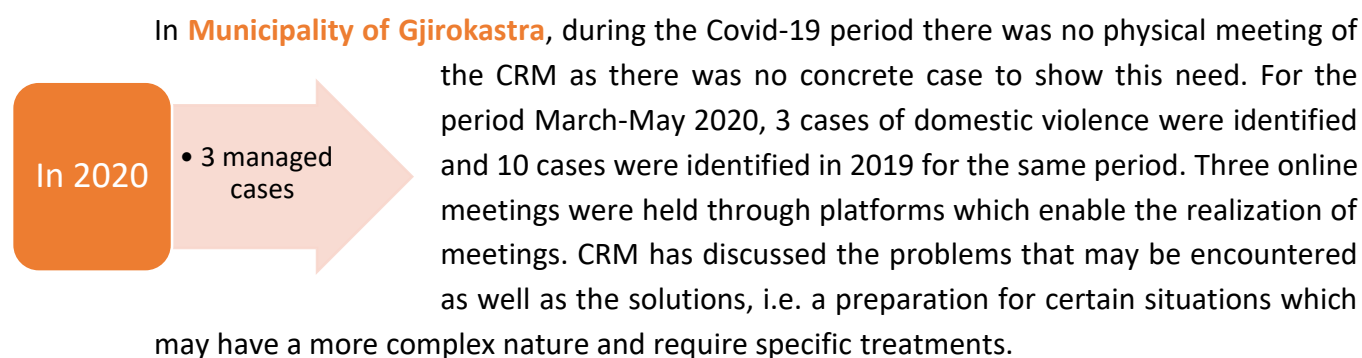 In Municipality of Gjirokastra, during the Covid-19 period there was no physical meeting of
the CRM as there was no concrete case to show this need. For the
period March-May 2020, 3 cases of domestic violence were identified
and 10 cases were identified in 2019 for the same period. Three online
meetings were held through platforms which enable the realization of
meetings. CRM has discussed the problems that may be encountered
as well as the solutions, i.e. a preparation for certain situations which
may have a more complex nature and require specific treatments.
In 2020
• 3 managed
cases